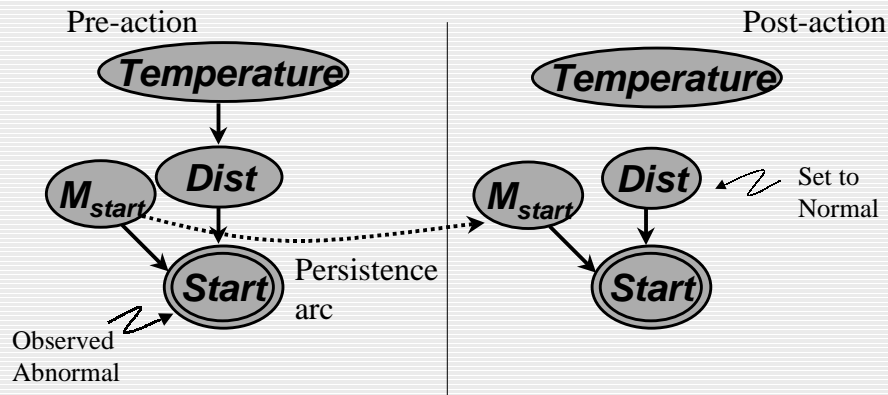 Pre-action
Temperature
Dist
M_start
Start
Persistence
arc
Observed
Abnormal
Post-action
Temperature
Dist
M_start
Start
Set to
Normal